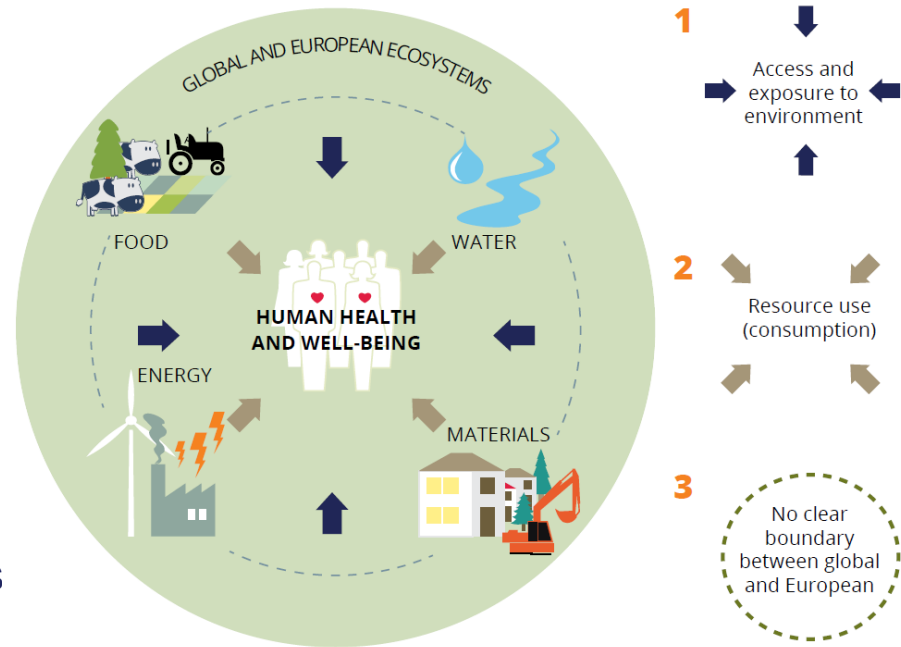 GLOBAL AND EUROPEAN ECOSYSTEMS
FOOD
WATER
HUMAN HEALTH
AND WELL-BEING
ENERGY
MATERIALS
1
Access and
exposure to
environment
2
Resource use
(consumption)
3
No clear
boundary
between global
and European
s